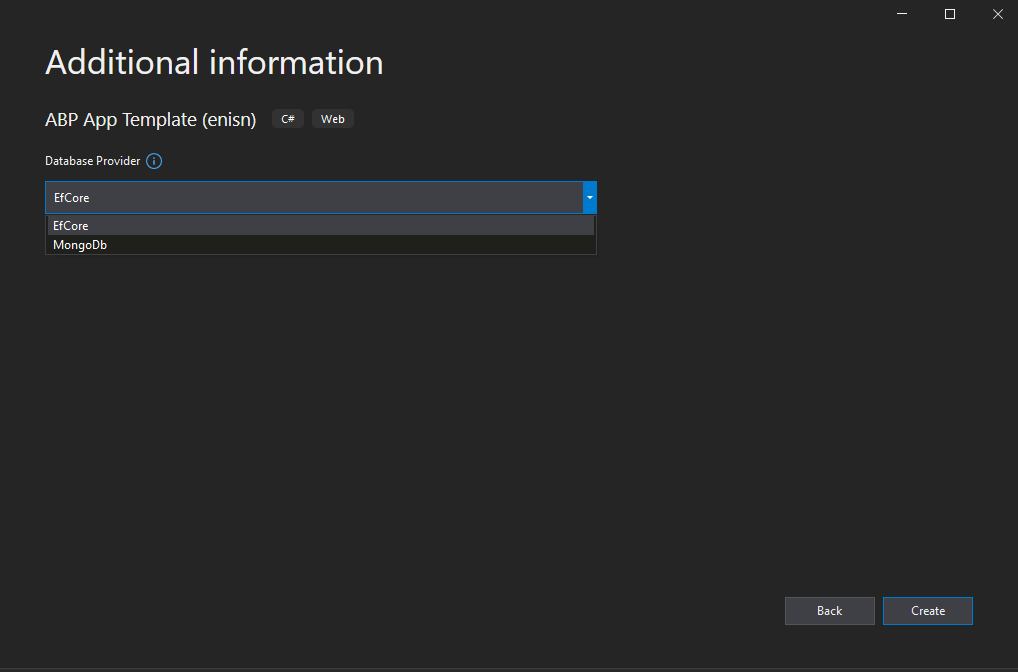 Additional information
ABP App Template (enisn) C# Web
Database Provider
EfCore
EfCore
MongoDb
Back Create